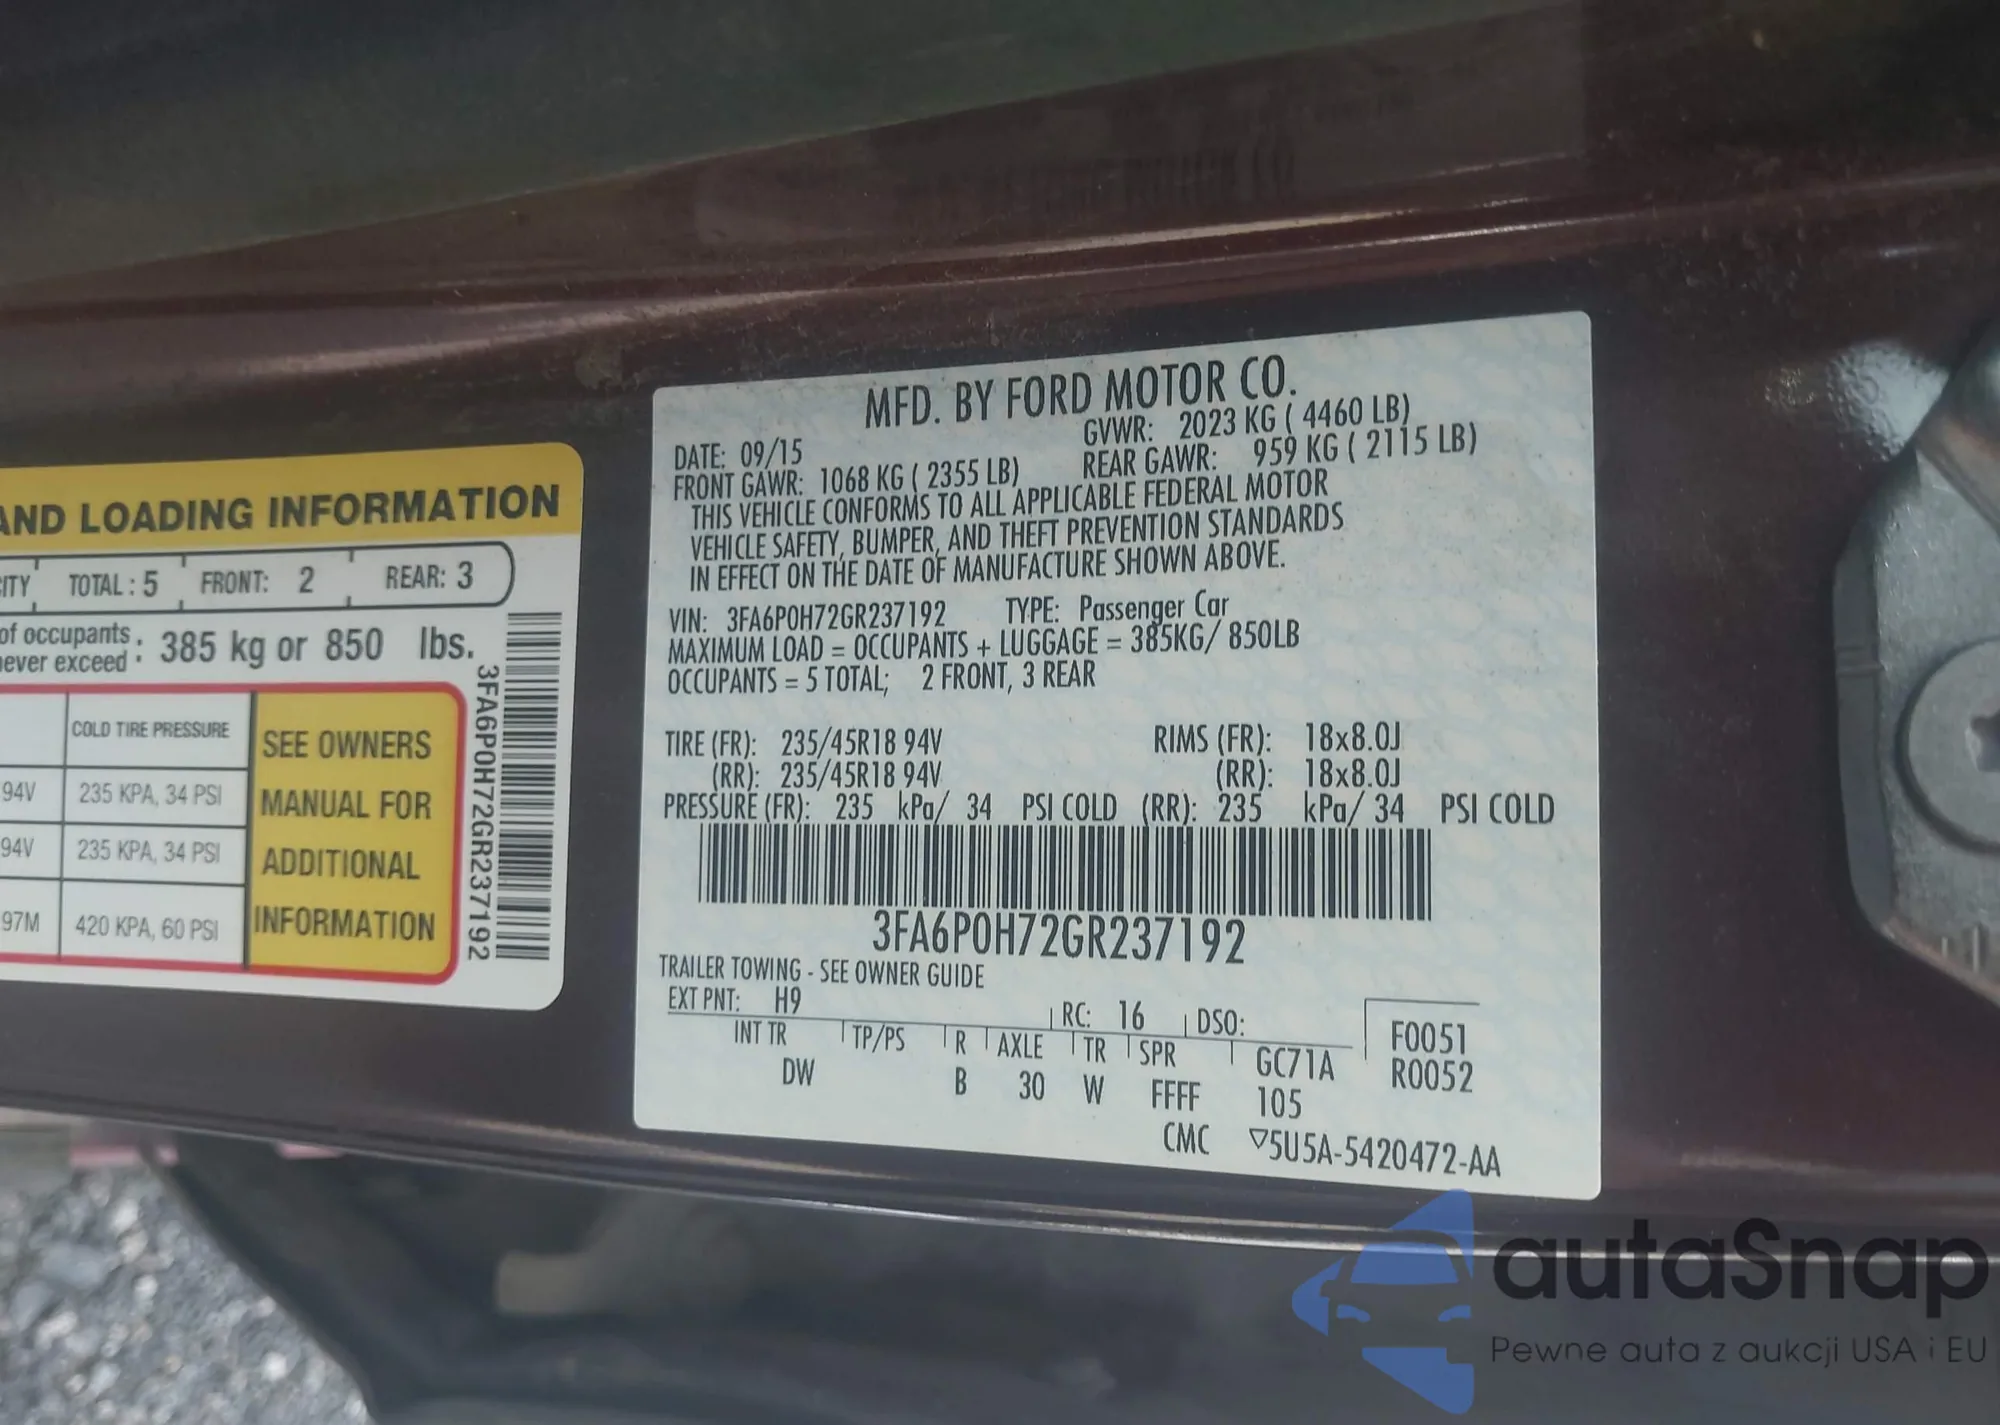 AND LOADING INFORMATION
CITY TOTAL : 5 FRONT: 2 REAR: 3
of occupants : 385 kg or 850 lbs.
never exceed :
COLD TIRE PRESSURE
94V 235 KPA, 34 PSI
94V 235 KPA, 34 PSI
97M 420 KPA, 60 PSI
SEE OWNERS
MANUAL FOR
ADDITIONAL
INFORMATION
3FA6P0H72GR237192
MFD. BY FORD MOTOR CO.
DATE: 09/15 GVWR: 2023 KG ( 4460 LB)
FRONT GAWR: 1068 KG ( 2355 LB) REAR GAWR: 959 KG ( 2115 LB)
THIS VEHICLE CONFORMS TO ALL APPLICABLE FEDERAL MOTOR
VEHICLE SAFETY, BUMPER, AND THEFT PREVENTION STANDARDS
IN EFFECT ON THE DATE OF MANUFACTURE SHOWN ABOVE.
VIN: 3FA6P0H72GR237192 TYPE: Passenger Car
MAXIMUM LOAD = OCCUPANTS + LUGGAGE = 385KG/ 850LB
OCCUPANTS = 5 TOTAL; 2 FRONT, 3 REAR
TIRE (FR): 235/45R18 94V RIMS (FR): 18x8.0J
(RR): 235/45R18 94V (RR): 18x8.0J
PRESSURE (FR): 235 kPa/ 34 PSI COLD (RR): 235 kPa/ 34 PSI COLD
3FA6P0H72GR237192
TRAILER TOWING - SEE OWNER GUIDE
EXT PNT: H9 RC: 16 DSO: F0051
INT TR TP/PS R AXLE TR SPR GC71A R0052
DW B 30 W FFFF 105
CMC ▽5U5A-5420472-AA
autaSnap
Pewne auta z aukcji USA i EU